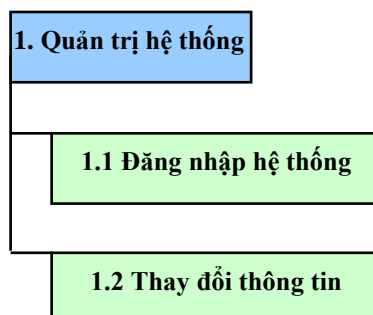 1. Quản trị hệ thống
1.1 Đăng nhập hệ thống
1.2 Thay đổi thông tin